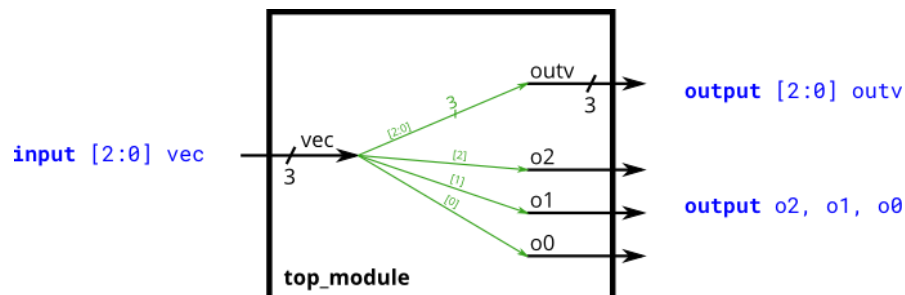 input [2:0] vec
vec
3
[2:0]
3
[2]
[1]
[0]
outv
3
o2
o1
o0
output [2:0] outv
output o2, o1, o0
top_module